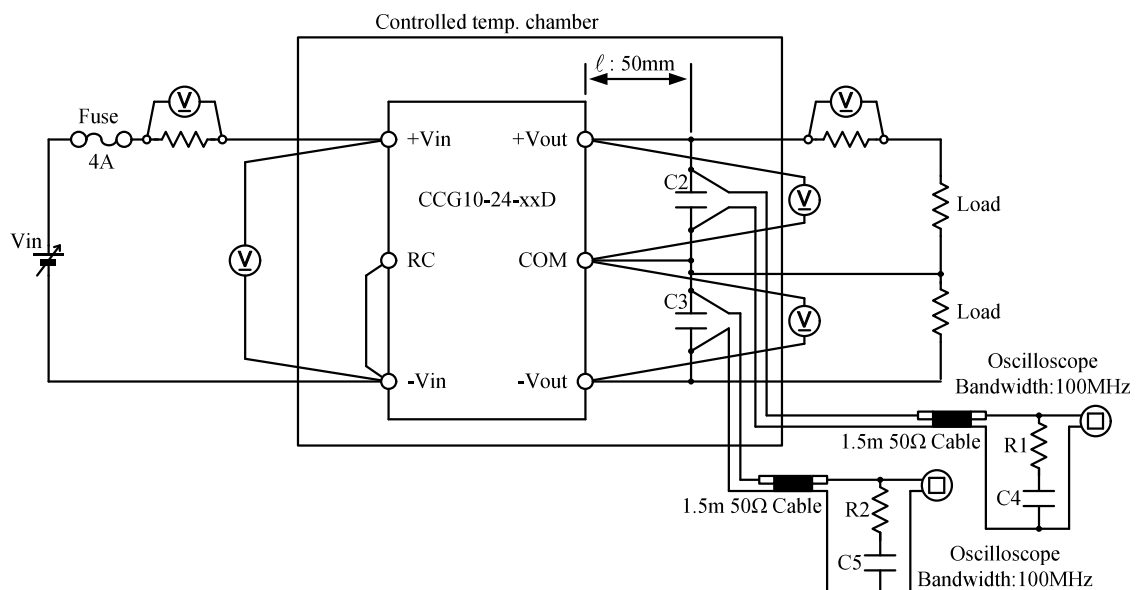 Controlled temp. chamber
ℓ : 50mm
Fuse
4A
V
V
+Vin
+Vout
CCG10-24-xxD
C2
V
Load
Vin
V
RC
COM
C3
V
Load
-Vin
-Vout
Oscilloscope
Bandwidth:100MHz
1.5m 50Ω Cable
R1
C4
1.5m 50Ω Cable
R2
C5
Oscilloscope
Bandwidth:100MHz